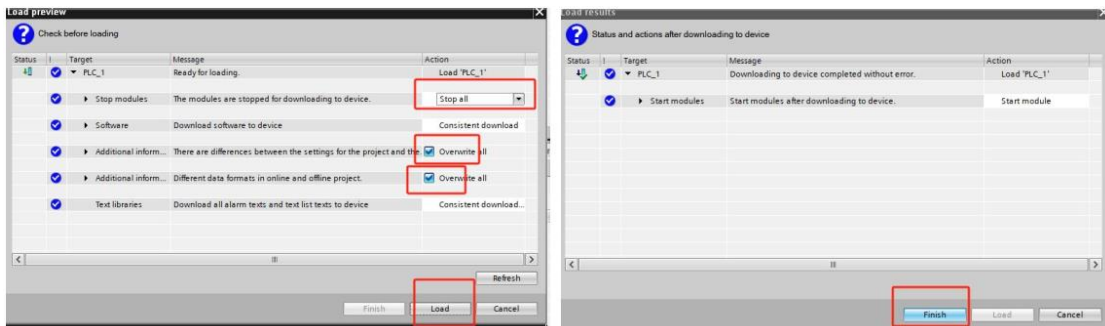 Load preview
Check before loading
Status I Target Message Action
PLC_1 Ready for loading. Load 'PLC_1'
Stop modules The modules are stopped for downloading to device. Stop all
Software Download software to device Consistent download
Additional inform... There are differences between the settings for the project and the Overwrite all
Additional inform... Different data formats in online and offline project. Overwrite all
Text libraries Download all alarm texts and text list texts to device Consistent download...
Refresh
Finish Load Cancel
Load results
Status and actions after downloading to device
Status I Target Message Action
PLC_1 Downloading to device completed without error. Load 'PLC_1'
Start modules Start modules after downloading to device. Start module
Finish Load Cancel